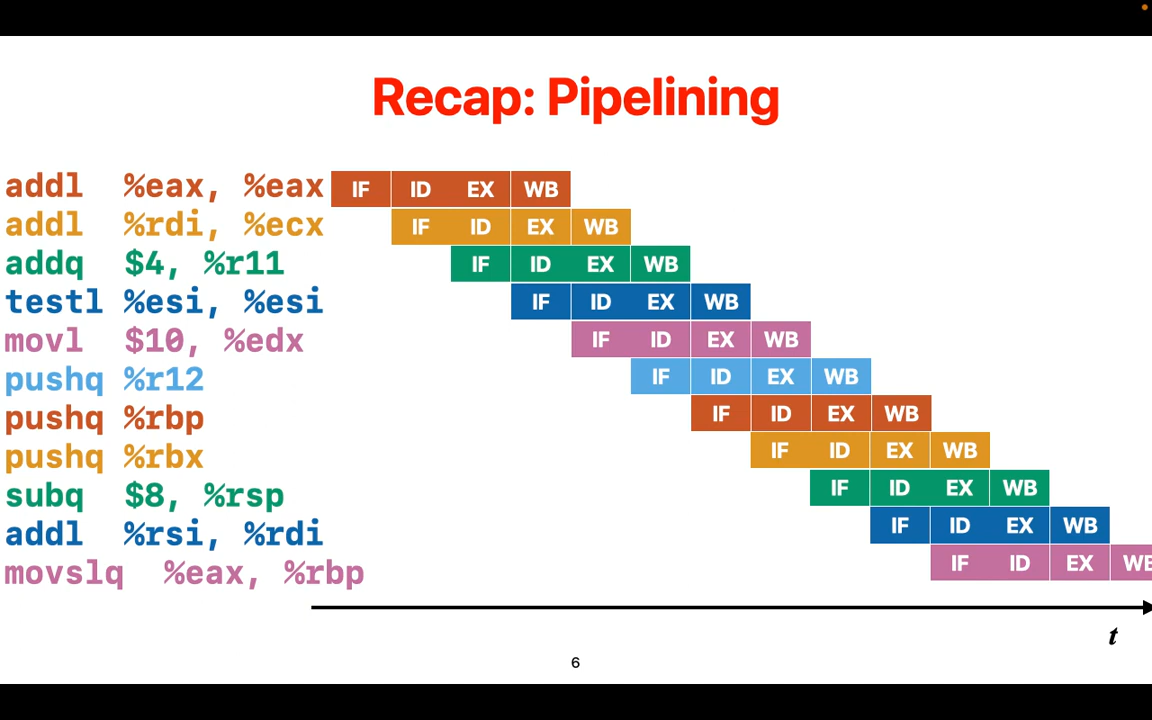 Recap: Pipelining
addl %eax, %eax IF ID EX WB
addl %rdi, %ecx IF ID EX WB
addq $4, %r11 IF ID EX WB
testl %esi, %esi IF ID EX WB
movl $10, %edx IF ID EX WB
pushq %r12 IF ID EX WB
pushq %rbp IF ID EX WB
pushq %rbx IF ID EX WB
subq $8, %rsp IF ID EX WB
addl %rsi, %rdi IF ID EX WB
movslq %eax, %rbp IF ID EX WB
t
6